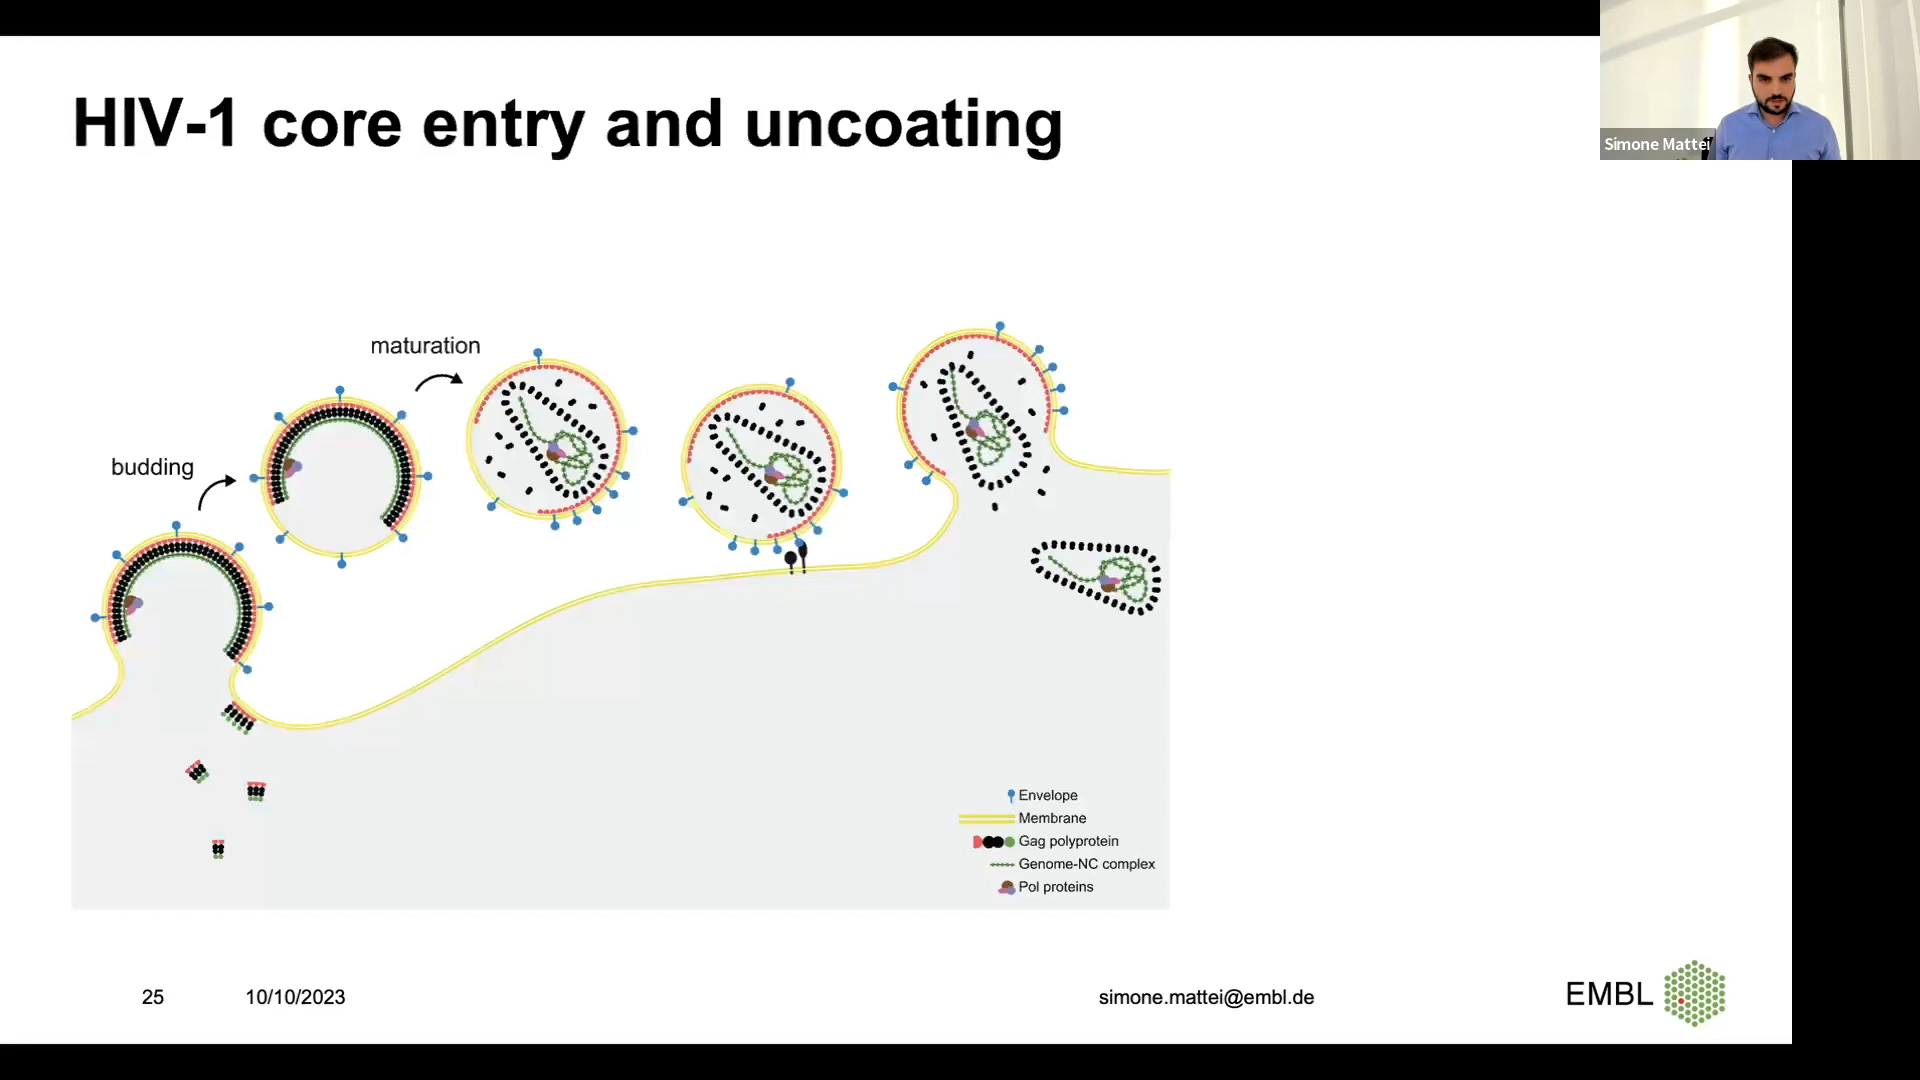 HIV-1 core entry and uncoating
Simone Mattei
maturation
budding
Envelope
Membrane
Gag polyprotein
Genome-NC complex
Pol proteins
25
10/10/2023
simone.mattei@embl.de
EMBL